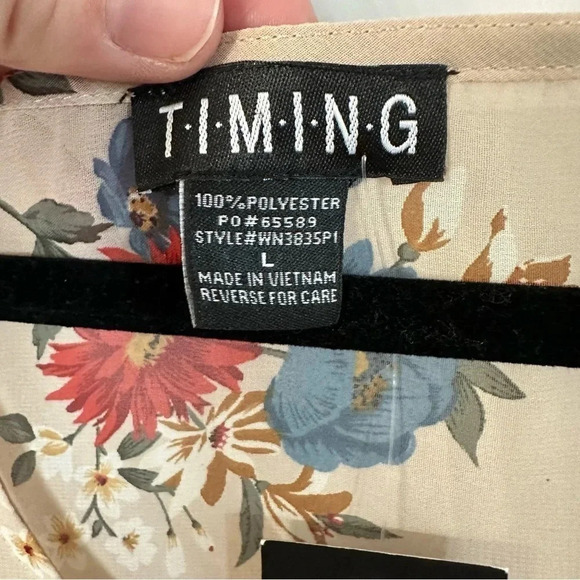 T·I·M·I·N·G
100%POLYESTER
PO#65589
STYLE#WN3835P1
L
MADE IN VIETNAM
REVERSE FOR CARE